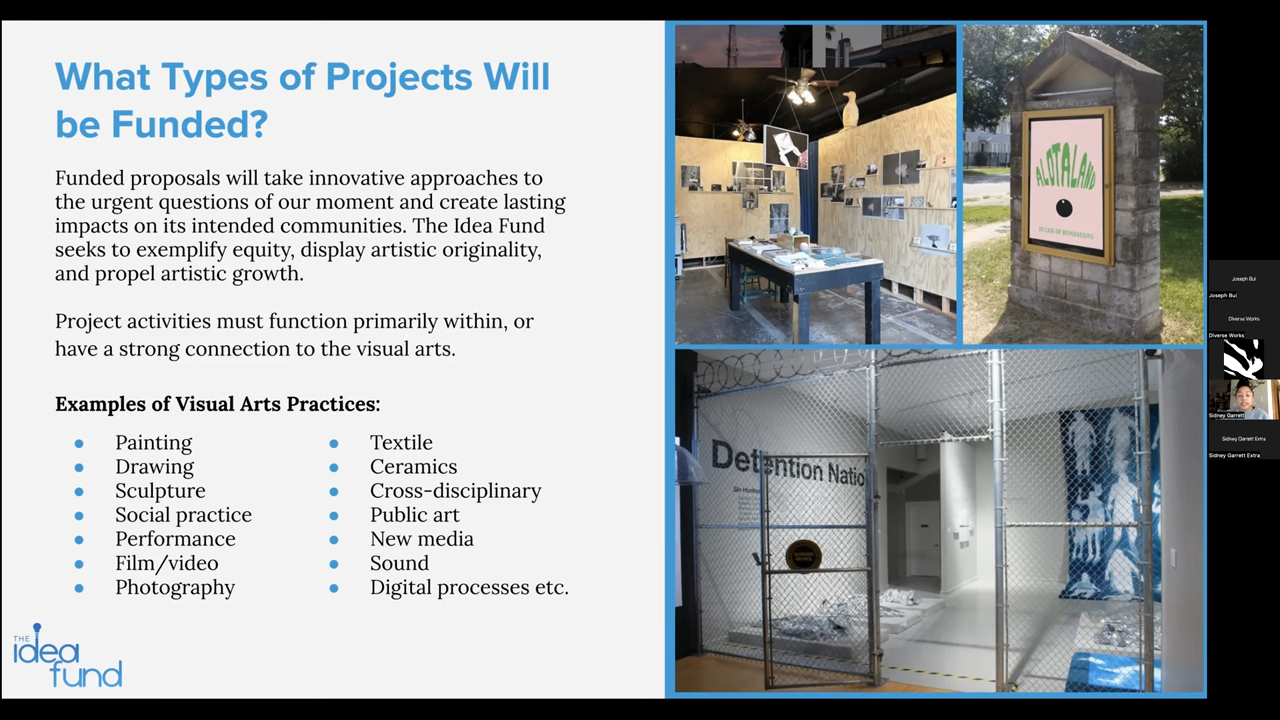 What Types of Projects Will
be Funded?
Funded proposals will take innovative approaches to
the urgent questions of our moment and create lasting
impacts on its intended communities. The Idea Fund
seeks to exemplify equity, display artistic originality,
and propel artistic growth.
Project activities must function primarily within, or
have a strong connection to the visual arts.
Examples of Visual Arts Practices:
Painting
Drawing
Sculpture
Social practice
Performance
Film/video
Photography
Textile
Ceramics
Cross-disciplinary
Public art
New media
Sound
Digital processes etc.
THE
idea
fund
ALOTALAND
IN CASE OF REPARATIONS
Detention Natio
Joseph Bui
Joseph Bui
Diverse Works
Diverse Works
Sidney Garrett
Sidney Garrett Extra
Sidney Garrett Extra